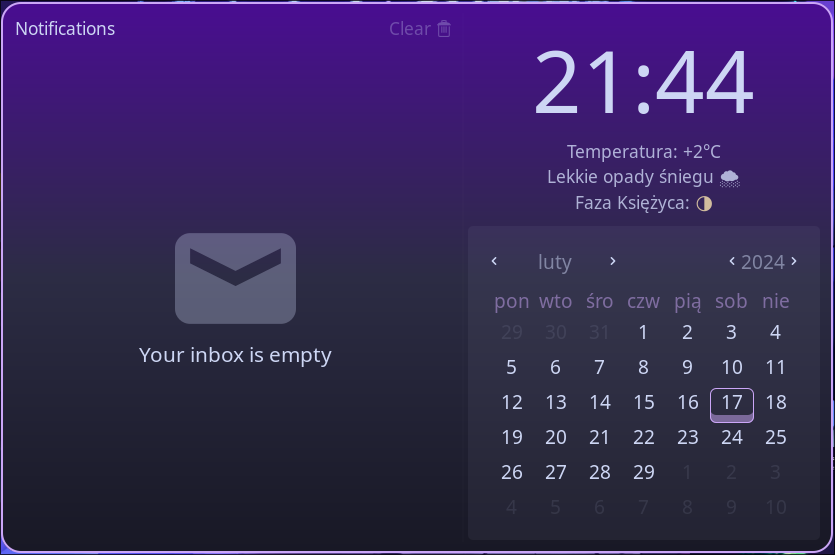 Notifications
Clear
Your inbox is empty
21:44
Temperatura: +2°C
Lekkie opady śniegu
Faza Księżyca:
luty
2024
pon wto śro czw pią sob nie
29 30 31 1 2 3 4
5 6 7 8 9 10 11
12 13 14 15 16 17 18
19 20 21 22 23 24 25
26 27 28 29 1 2 3
4 5 6 7 8 9 10